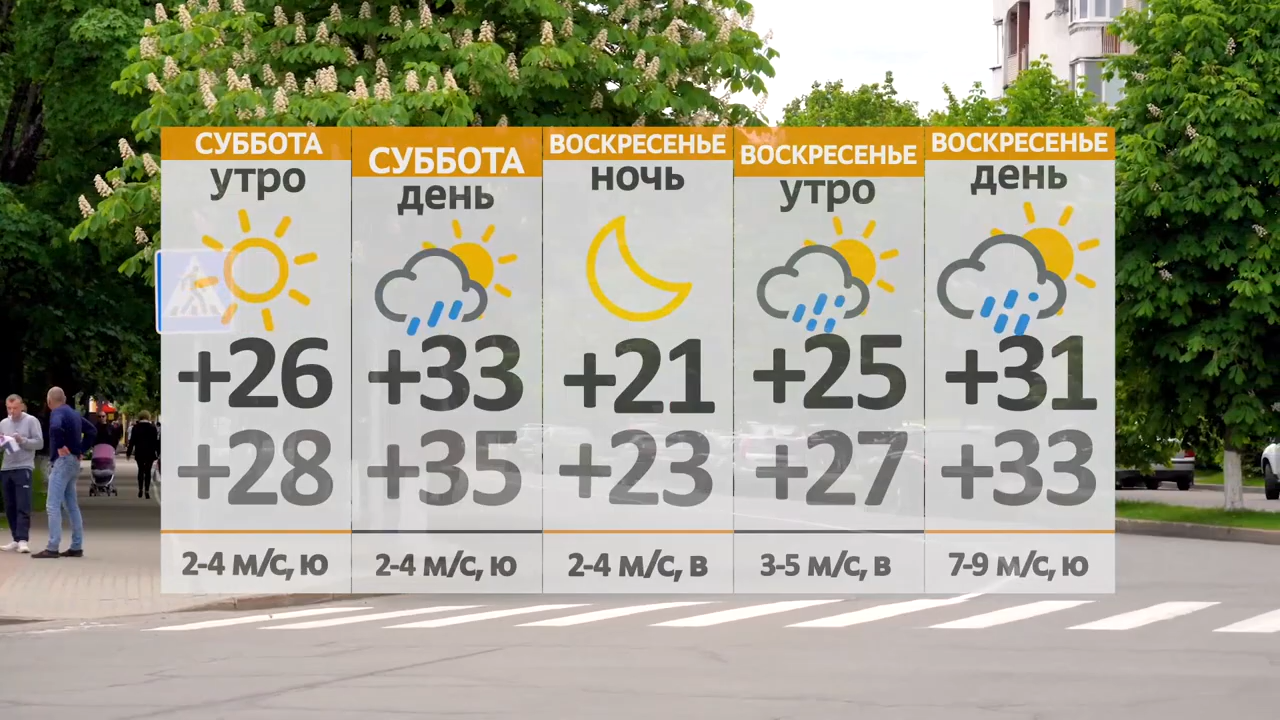 СУББОТА
утро
+26
+28
2-4 м/с, ю
СУББОТА
день
+33
+35
2-4 м/с, ю
ВОСКРЕСЕНЬЕ
ночь
+21
+23
2-4 м/с, в
ВОСКРЕСЕНЬЕ
утро
+25
+27
3-5 м/с, в
ВОСКРЕСЕНЬЕ
день
+31
+33
7-9 м/с, ю